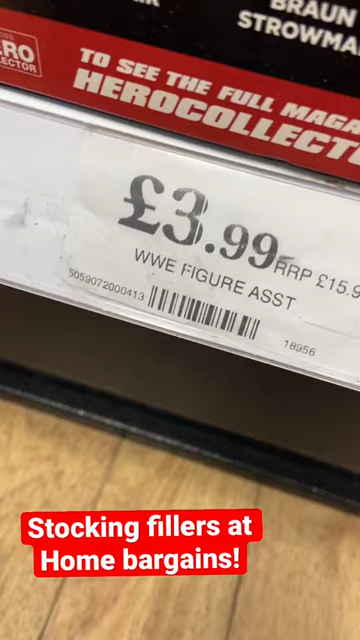 BRAUN
STROWMA
ERO
LECTOR
TO SEE THE FULL MAGA
HEROCOLLECT
£3.99
RRP £15.9
WWE FIGURE ASST
5059072000413
18956
Stocking fillers at
Home bargains!